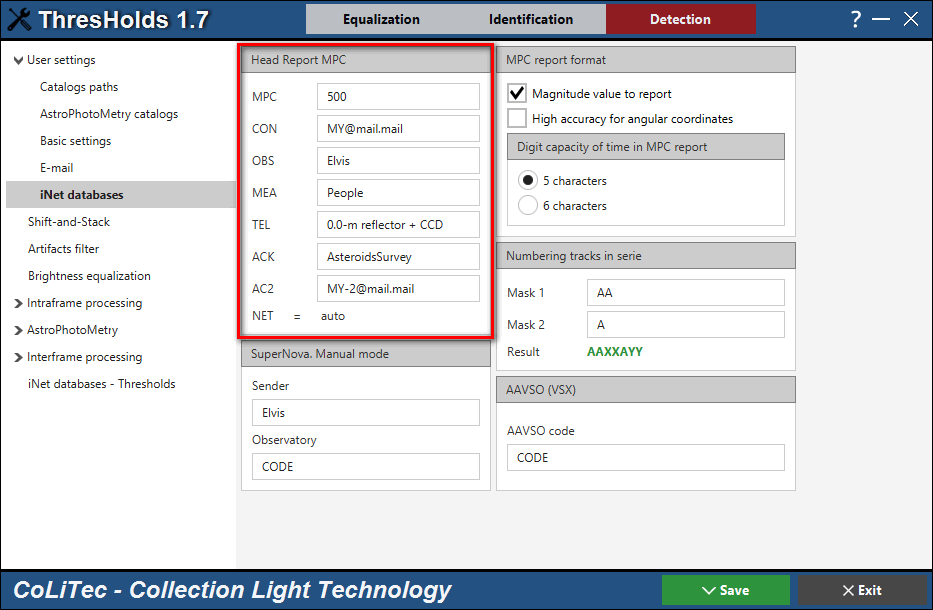 ThresHolds 1.7
Equalization
Identification
Detection
?
User settings
Catalogs paths
AstroPhotoMetry catalogs
Basic settings
E-mail
iNet databases
Shift-and-Stack
Artifacts filter
Brightness equalization
Intraframe processing
AstroPhotoMetry
Interframe processing
iNet databases - Thresholds
Head Report MPC
MPC 500
CON MY@mail.mail
OBS Elvis
MEA People
TEL 0.0-m reflector + CCD
ACK AsteroidsSurvey
AC2 MY-2@mail.mail
NET = auto
SuperNova. Manual mode
Sender
Elvis
Observatory
CODE
MPC report format
Magnitude value to report
High accuracy for angular coordinates
Digit capacity of time in MPC report
5 characters
6 characters
Numbering tracks in serie
Mask 1 AA
Mask 2 A
Result AAXXAYY
AAVSO (VSX)
AAVSO code
CODE
CoLiTec - Collection Light Technology
Save
Exit